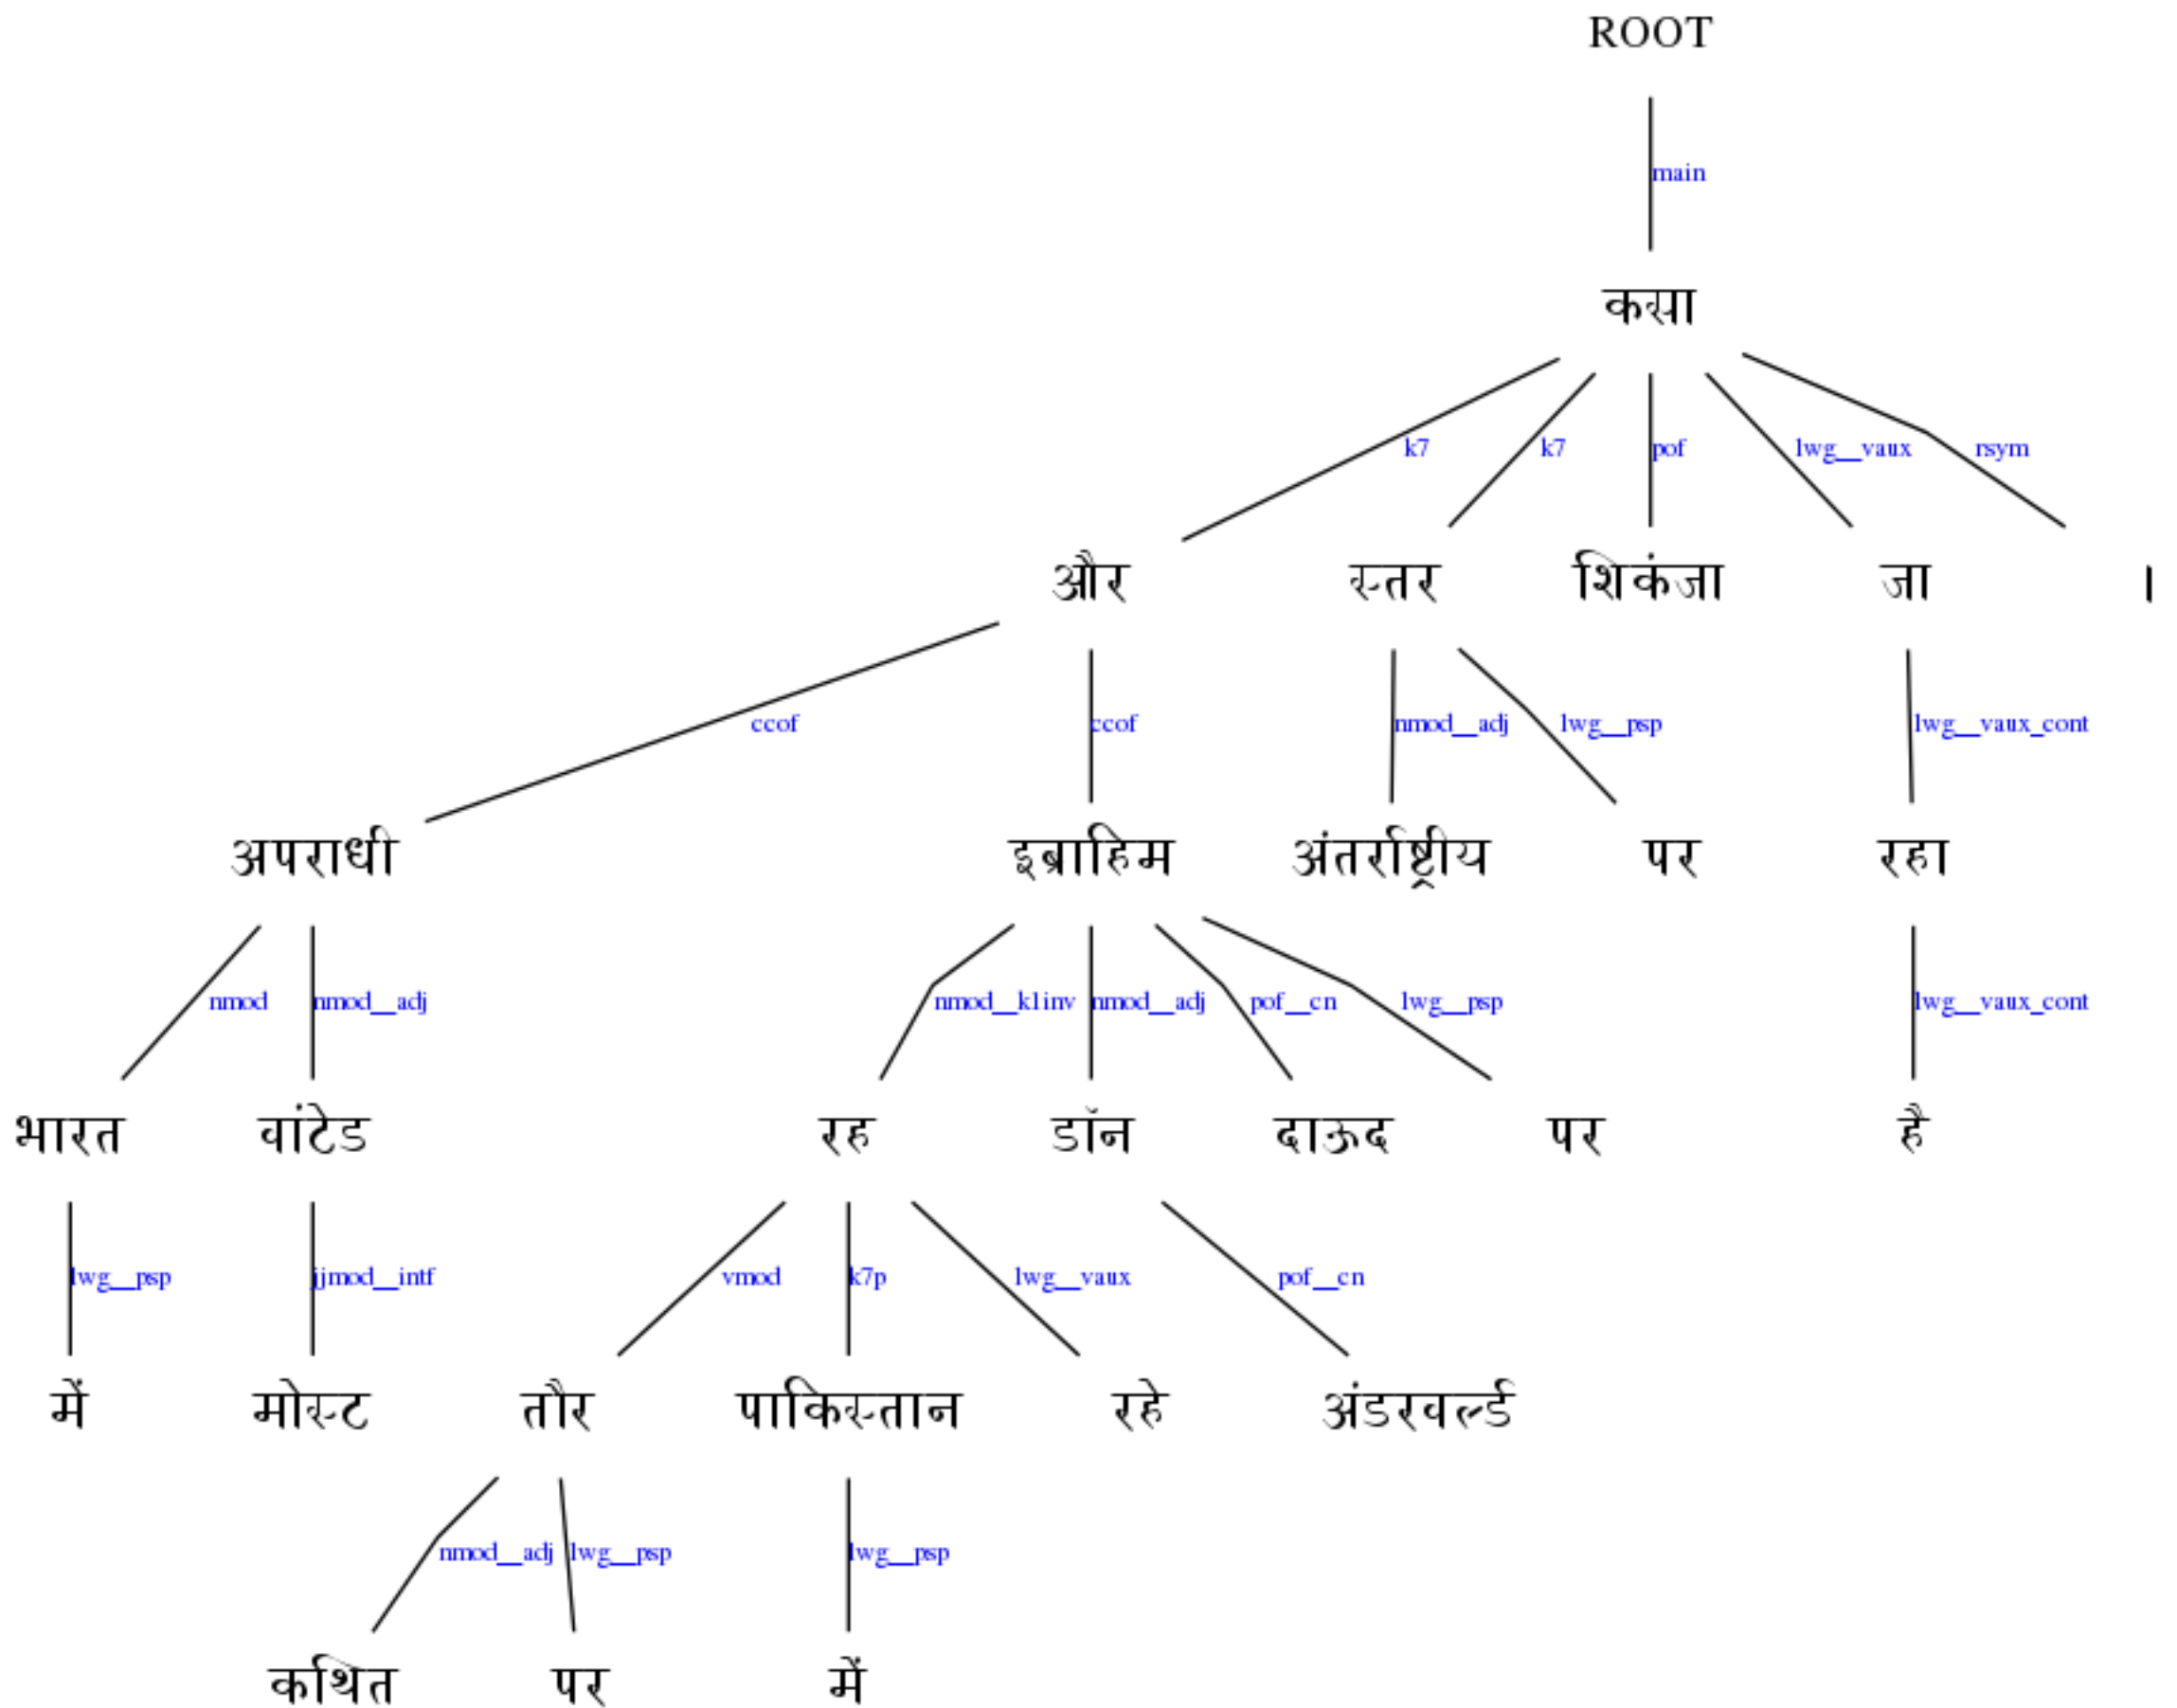 ROOT
main
कसा
k7 k7 pof lwg__vaux rsym
और स्तर शिकंजा जा ।
ccof ccof nmod__adj lwg__psp lwg__vaux_cont
अपराधी इब्राहिम अंतर्राष्ट्रीय पर रहा
nmod nmod__adj nmod__k1inv nmod__adj pof__cn lwg__psp lwg__vaux_cont
भारत वांटेड रह डॉन दाऊद पर है
lwg__psp jjmod__intf vmod k7p lwg__vaux pof__cn
में मोस्ट तौर पाकिस्तान रहे अंडरवर्ल्ड
nmod__adj lwg__psp lwg__psp
कथित पर में